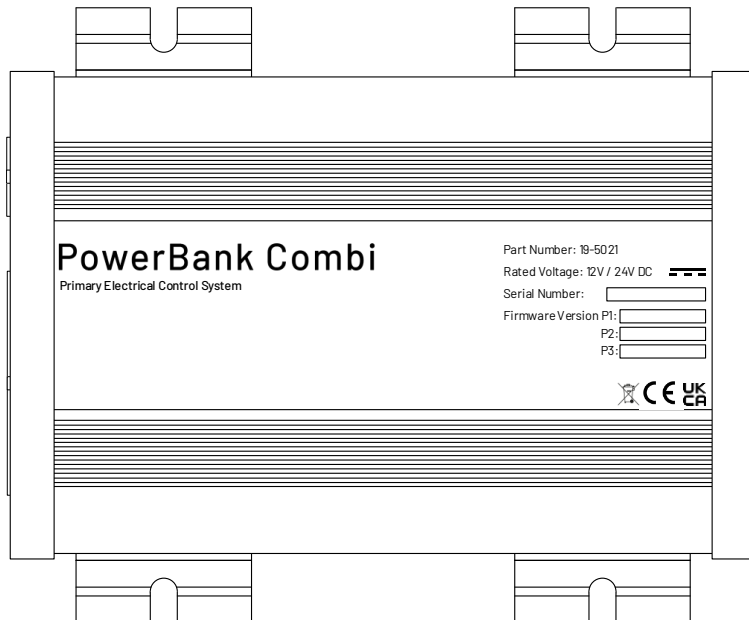 PowerBank Combi
Primary Electrical Control System
Part Number: 19-5021
Rated Voltage: 12V / 24V DC
Serial Number:
Firmware Version P1:
P2:
P3:
CE UK
CA